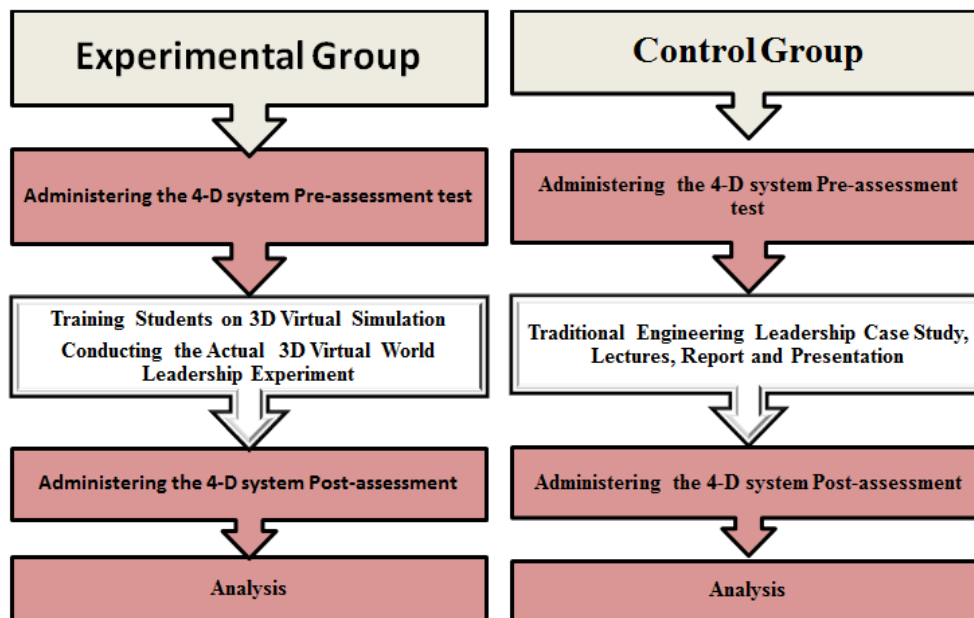 Experimental Group
Administering the 4-D system Pre-assessment test
Training Students on 3D Virtual Simulation
Conducting the Actual 3D Virtual World
Leadership Experiment
Administering the 4-D system Post-assessment
Analysis
Control Group
Administering the 4-D system Pre-assessment
test
Traditional Engineering Leadership Case Study,
Lectures, Report and Presentation
Administering the 4-D system Post-assessment
Analysis